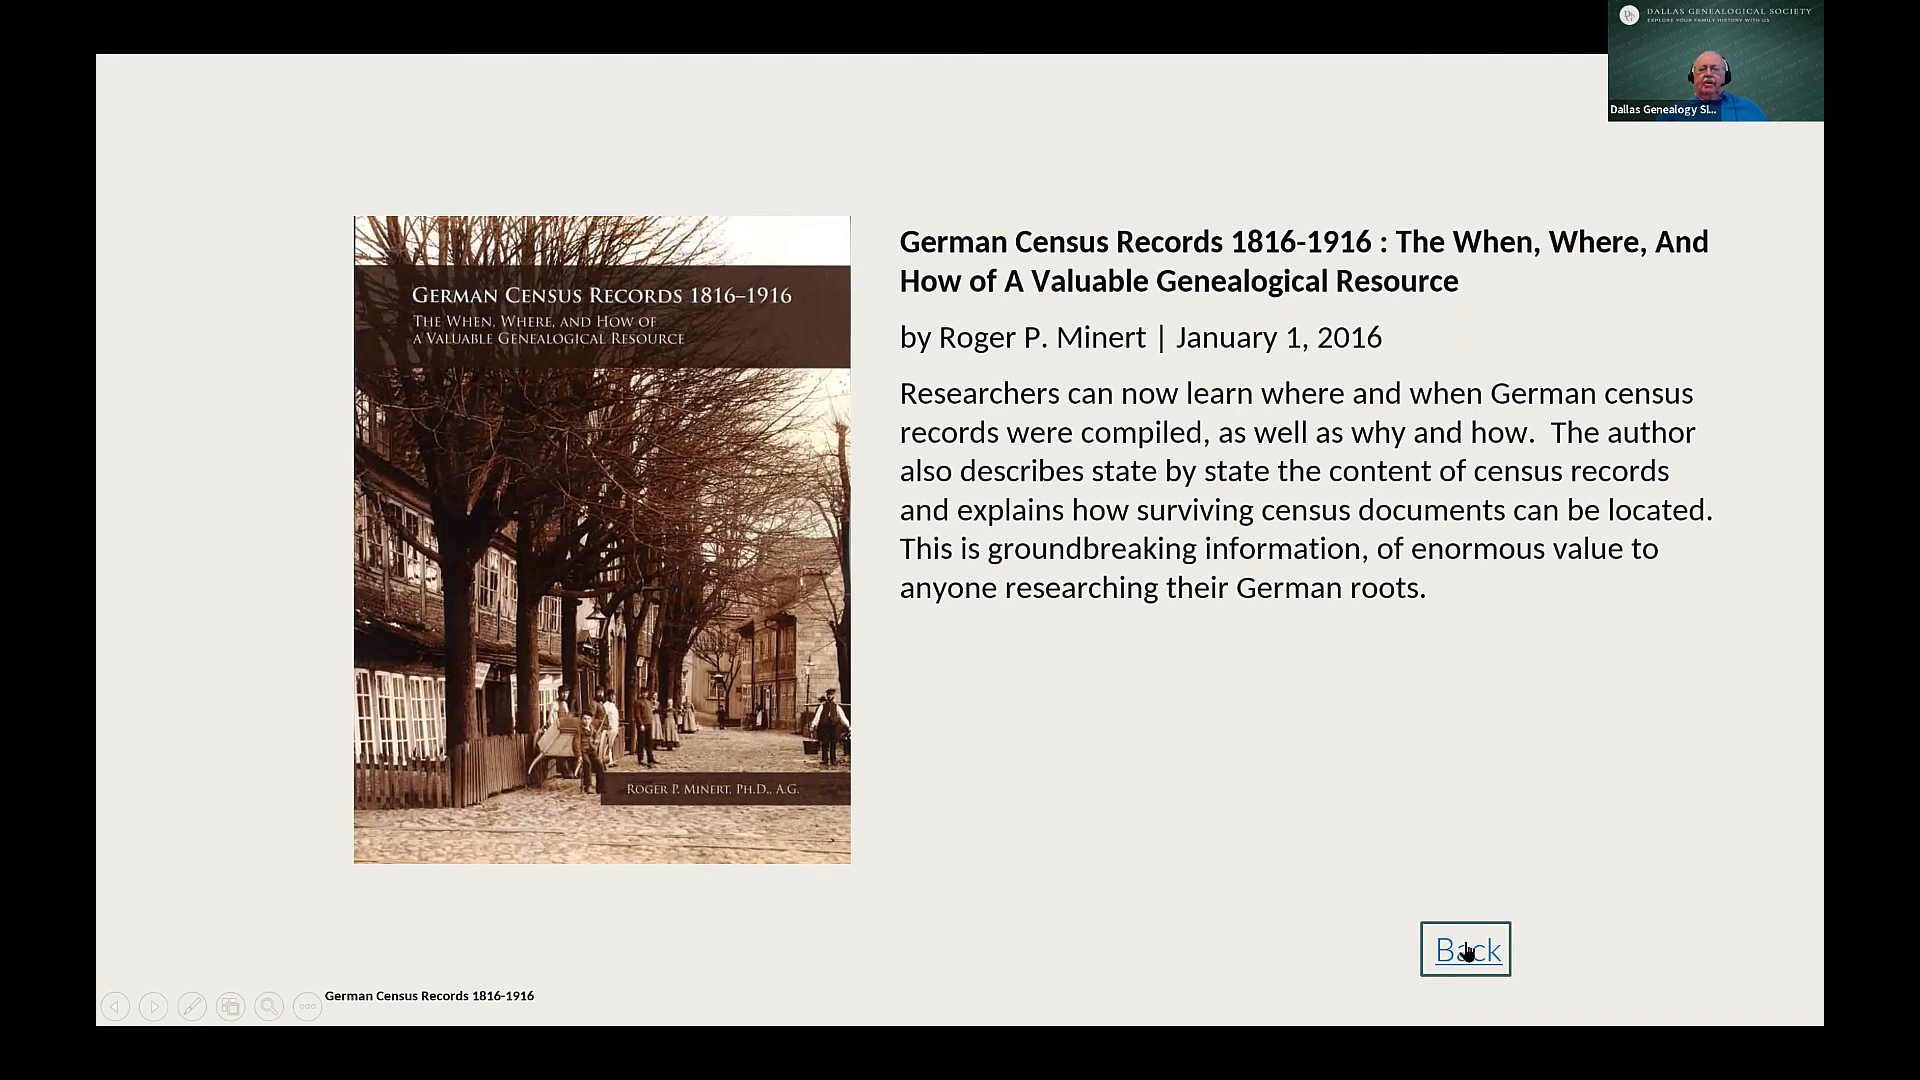 DALLAS GENEALOGICAL SOCIETY
EXPLORE YOUR FAMILY HISTORY WITH US
Dallas Genealogy SI...
GERMAN CENSUS RECORDS 1816–1916
THE WHEN, WHERE, AND HOW OF
A VALUABLE GENEALOGICAL RESOURCE
ROGER P. MINERT, PH.D., A.G.
German Census Records 1816-1916 : The When, Where, And
How of A Valuable Genealogical Resource
by Roger P. Minert | January 1, 2016
Researchers can now learn where and when German census
records were compiled, as well as why and how.  The author
also describes state by state the content of census records
and explains how surviving census documents can be located.
This is groundbreaking information, of enormous value to
anyone researching their German roots.
Back
German Census Records 1816-1916